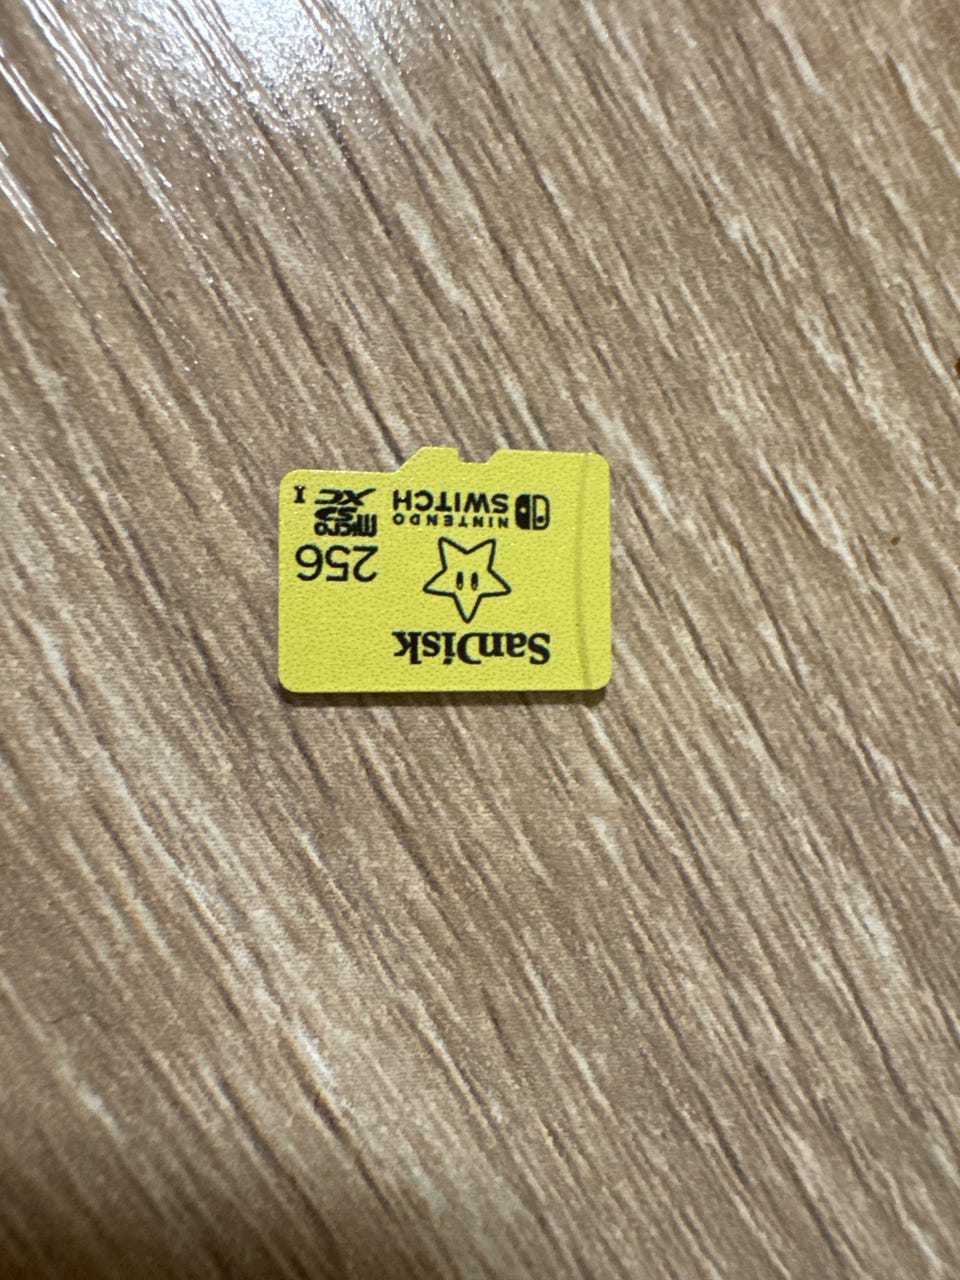 SanDisk
256
micro
SD
XC I
NINTENDO
SWITCH